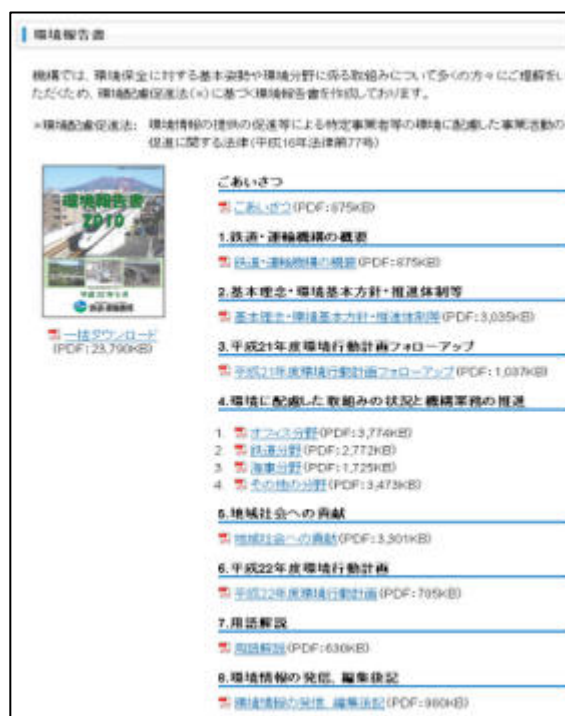 環境報告書
機構では、環境保全に対する基本姿勢や環境分野に係る取組みについて多くの方々にご理解をい
ただくため、環境配慮促進法(※)に基づく環境報告書を作成しております。
※環境配慮促進法: 環境情報の提供の促進等による特定事業者等の環境に配慮した事業活動の
促進に関する法律(平成16年法律第77号)
環境報告書
2010
鉄道・運輸機構
一括ダウンロード
(PDF:23,790KB)
ごあいさつ
ごあいさつ(PDF:875KB)
1.鉄道・運輸機構の概要
鉄道・運輸機構の概要(PDF:875KB)
2.基本理念・環境基本方針・推進体制等
基本理念・環境基本方針・推進体制等(PDF:3,035KB)
3.平成21年度環境行動計画フォローアップ
平成21年度環境行動計画フォローアップ(PDF:1,037KB)
4.環境に配慮した取組みの状況と機構業務の推進
1. オフィス分野(PDF:3,774KB)
2. 鉄道分野(PDF:2,772KB)
3. 海事分野(PDF:1,725KB)
4. その他の分野(PDF:3,473KB)
5.地域社会への貢献
地域社会への貢献(PDF:3,301KB)
6.平成22年度環境行動計画
平成22年度環境行動計画(PDF:705KB)
7.用語解説
用語解説(PDF:630KB)
8.環境情報の発信、編集後記
環境情報の発信、編集後記(PDF:980KB)